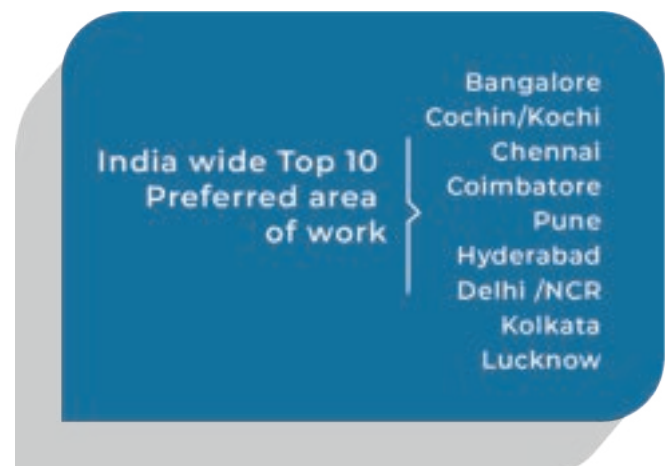 India wide Top 10
Preferred area
of work
Bangalore
Cochin/Kochi
Chennai
Coimbatore
Pune
Hyderabad
Delhi /NCR
Kolkata
Lucknow